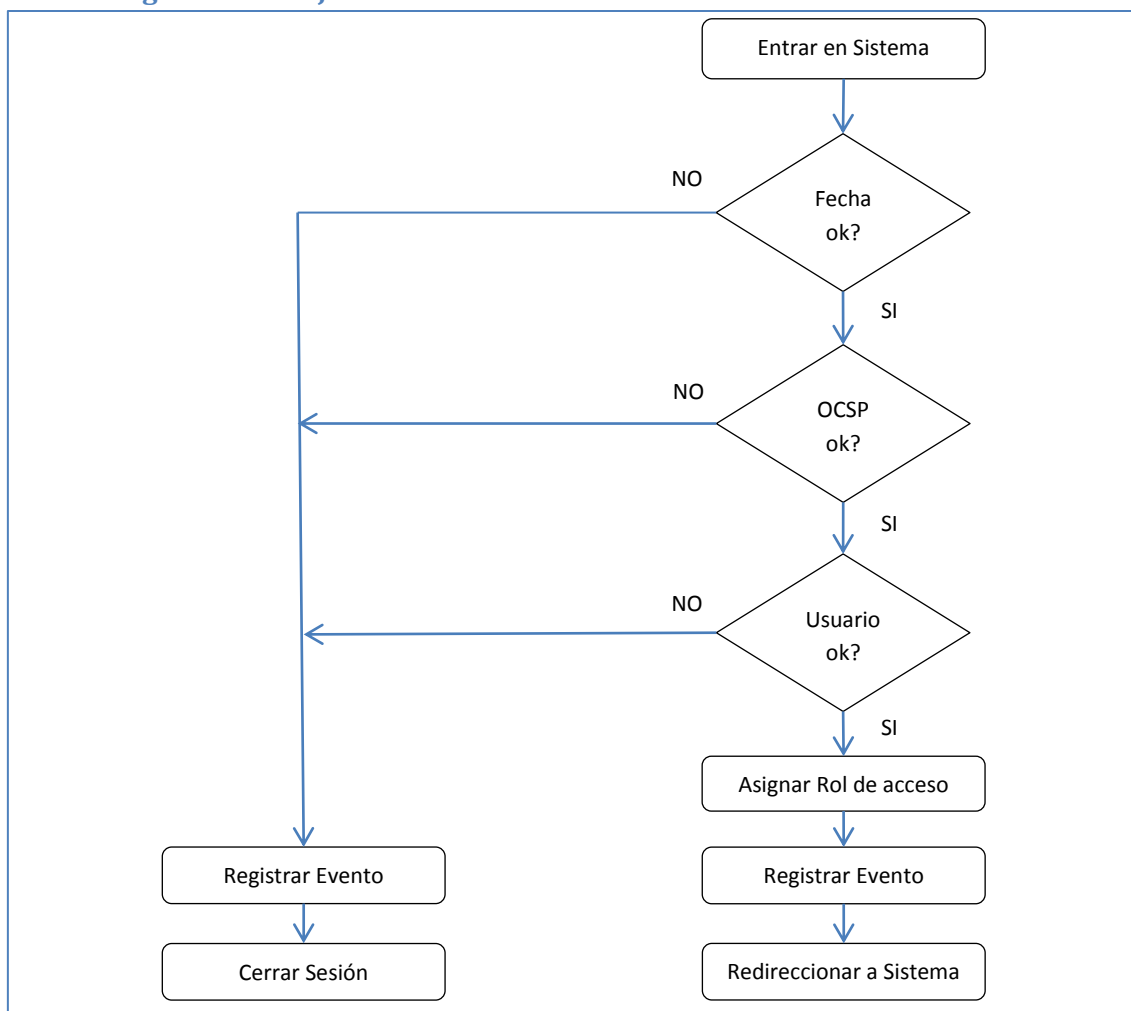 Entrar en Sistema
NO
Fecha
ok?
SI
NO
OCSP
ok?
SI
NO
Usuario
ok?
SI
Asignar Rol de acceso
Registrar Evento
Registrar Evento
Cerrar Sesión
Redireccionar a Sistema